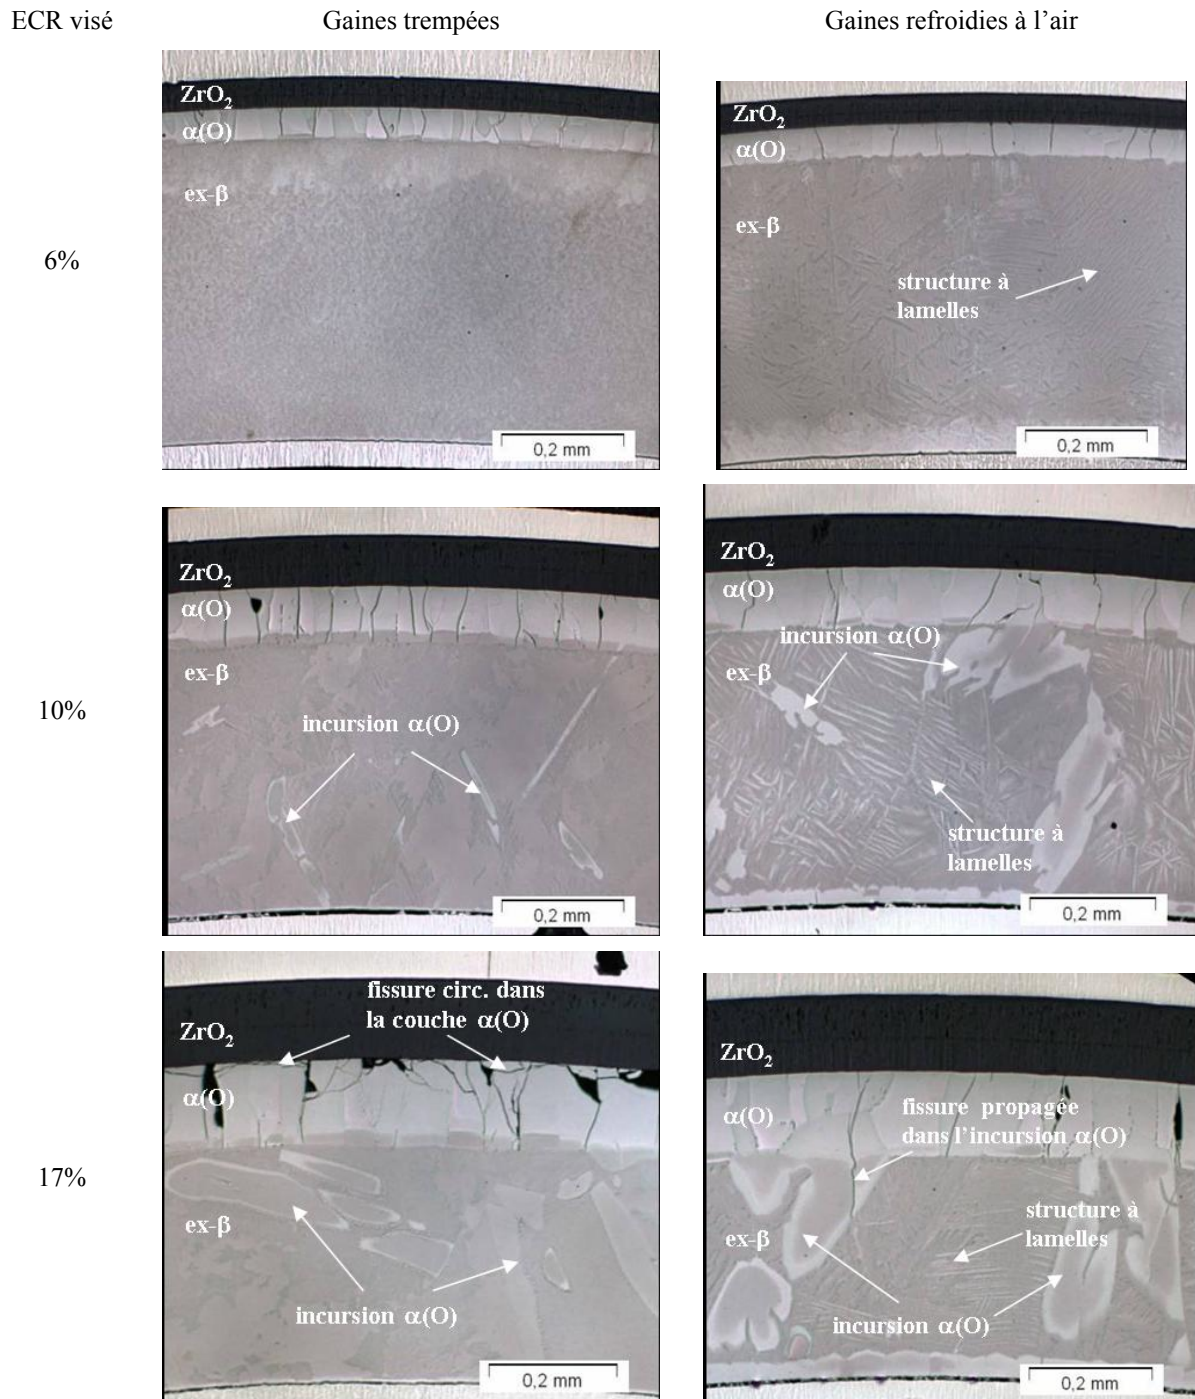 ECR visé
Gaines trempées
Gaines refroidies à l’air
6%
ZrO₂
α(O)
ex-β
0,2 mm
ZrO₂
α(O)
ex-β
structure à
lamelles
0,2 mm
10%
ZrO₂
α(O)
ex-β
incursion α(O)
0,2 mm
ZrO₂
α(O)
incursion α(O)
ex-β
structure à
lamelles
0,2 mm
17%
fissure circ. dans
la couche α(O)
ZrO₂
α(O)
ex-β
incursion α(O)
0,2 mm
ZrO₂
α(O)
fissure propagée
dans l’incursion α(O)
structure à
lamelles
ex-β
incursion α(O)
0,2 mm